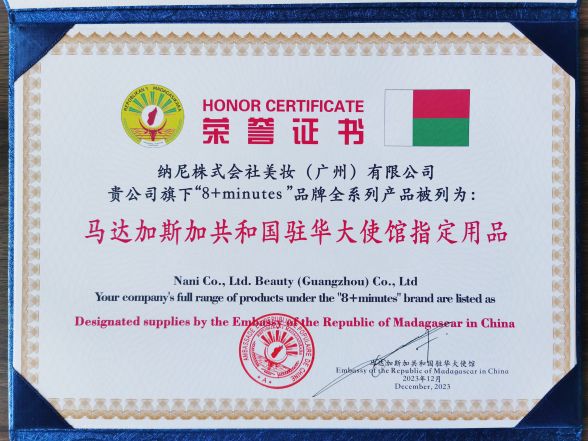 REPOBLIKAN'I MADAGASIKARA
HONOR CERTIFICATE
荣誉证书
纳尼株式会社美妆（广州）有限公司
贵公司旗下“8+minutes ”品牌全系列产品被列为：
马达加斯加共和国驻华大使馆指定用品
Nani Co., Ltd. Beauty (Guangzhou) Co., Ltd
Your company's full range of products under the "8+minutes" brand are listed as
Designated supplies by the Embassy of the Republic of Madagascar in China
马达加斯加共和国驻华大使馆
Embassy of the Republic of Madagascar in China
2023年12月
December, 2023